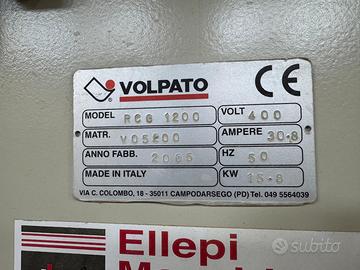 VOLPATO CE
MODEL RCG 1200 VOLT 400
MATR. V05200 AMPERE 30-8
ANNO FABB. 2005 HZ 50
MADE IN ITALY KW 15-8
VIA C. COLOMBO, 18 - 35011 CAMPODARSEGO (PD) Tel. 049 5564039
Ellepi
subito